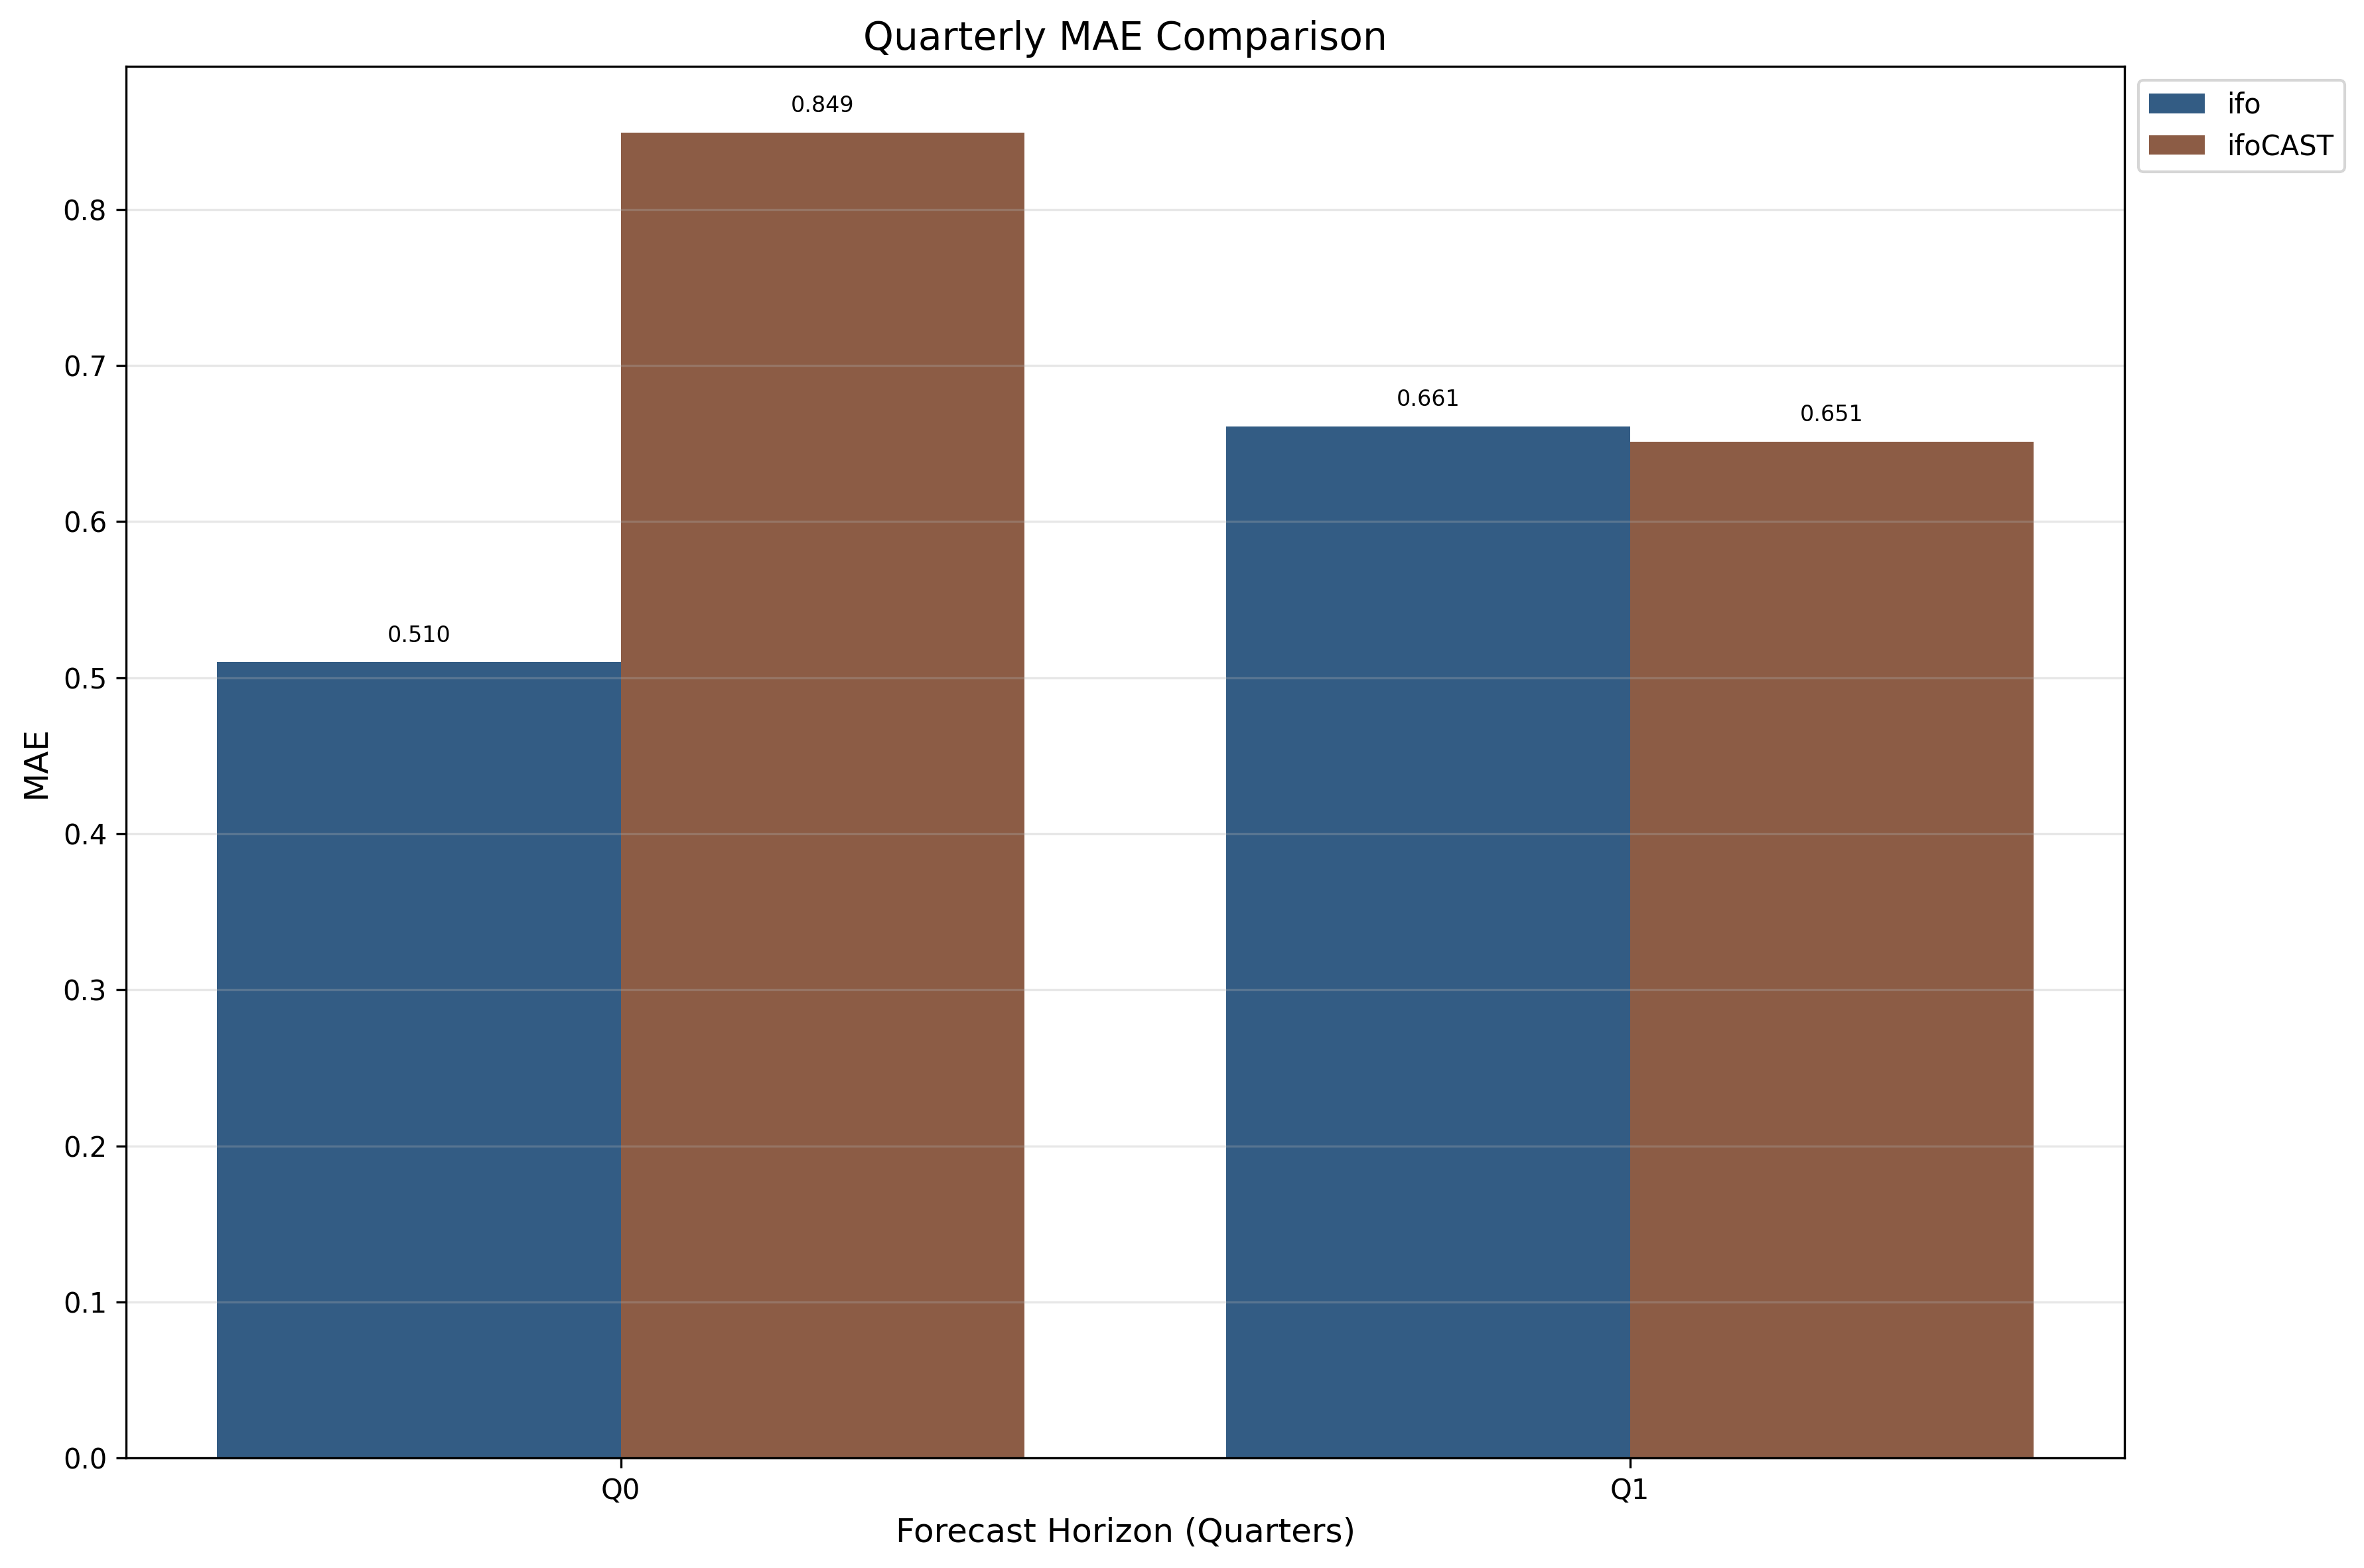 Quarterly MAE Comparison
ifo
ifoCAST
0.849
0.8
0.7
0.661
0.651
0.6
0.510
0.5
MAE
0.4
0.3
0.2
0.1
0.0
Q0
Q1
Forecast Horizon (Quarters)